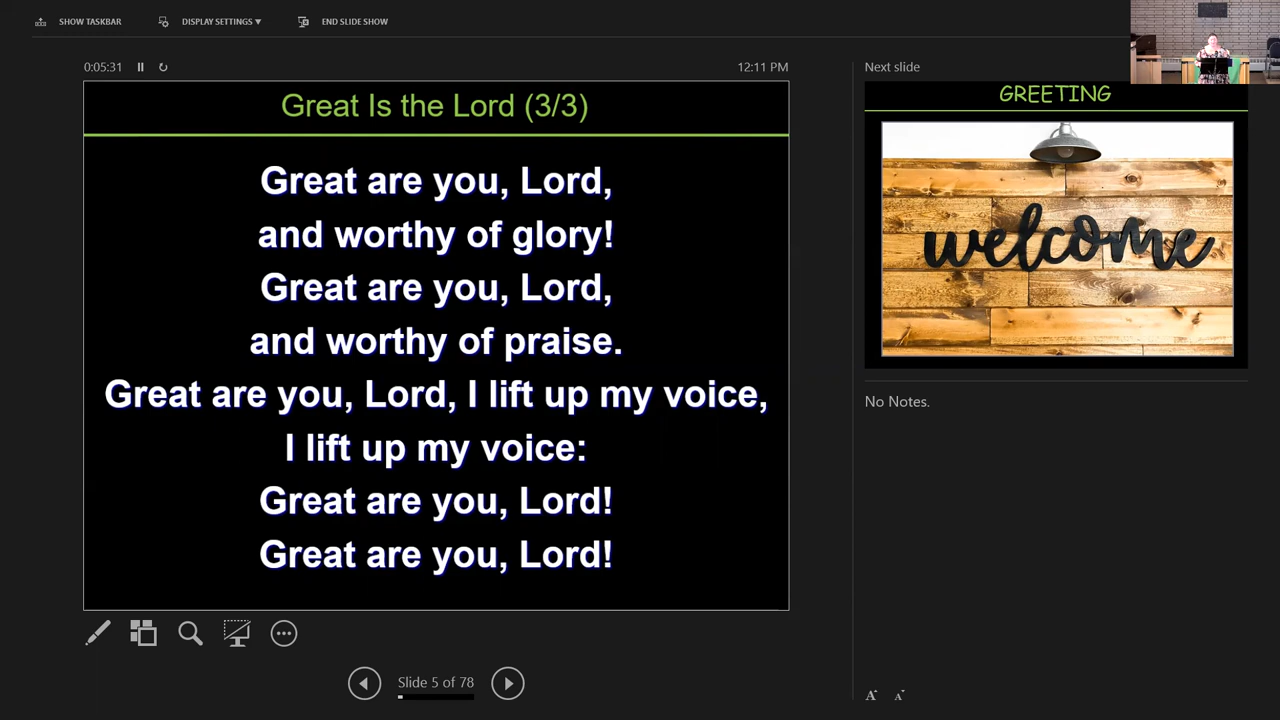 SHOW TASKBAR
DISPLAY SETTINGS ▼
END SLIDE SHOW
0:05:31
12:11 PM
Great Is the Lord (3/3)
Great are you, Lord,
and worthy of glory!
Great are you, Lord,
and worthy of praise.
Great are you, Lord, I lift up my voice,
I lift up my voice:
Great are you, Lord!
Great are you, Lord!
Slide 5 of 78
Next slide
GREETING
welcome
No Notes.
A A